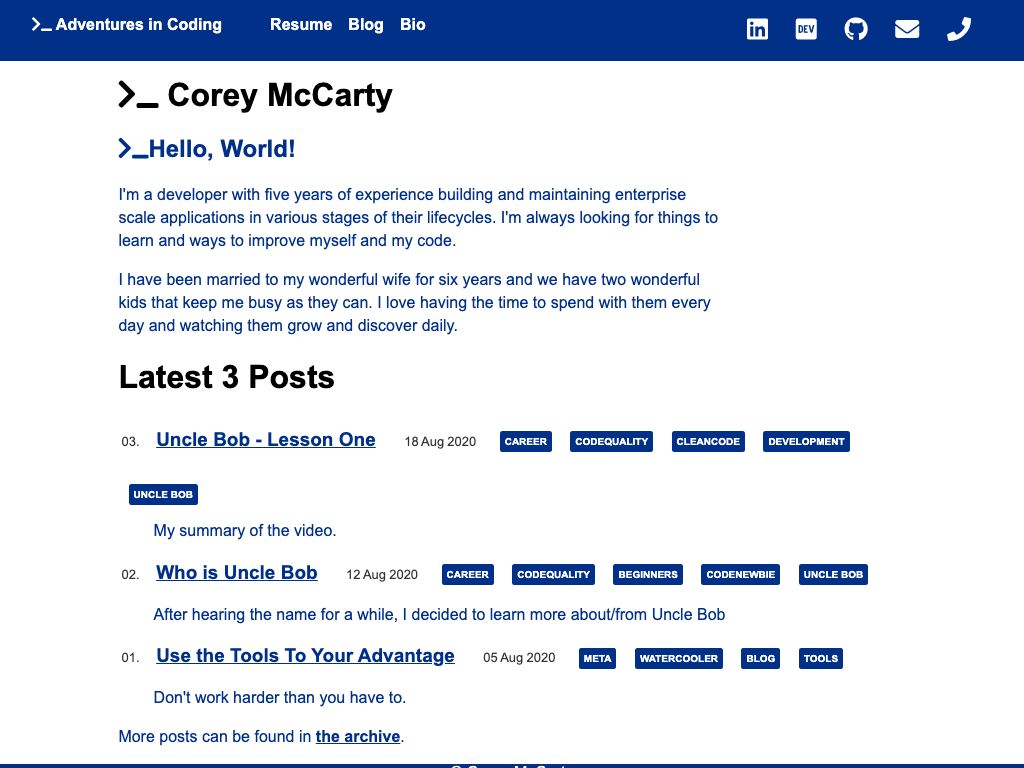 Adventures in Coding Resume Blog Bio DEV
Corey McCarty
Hello, World!
I'm a developer with five years of experience building and maintaining enterprise
scale applications in various stages of their lifecycles. I'm always looking for things to
learn and ways to improve myself and my code.
I have been married to my wonderful wife for six years and we have two wonderful
kids that keep me busy as they can. I love having the time to spend with them every
day and watching them grow and discover daily.
Latest 3 Posts
03. Uncle Bob - Lesson One 18 Aug 2020 CAREER CODEQUALITY CLEANCODE DEVELOPMENT
UNCLE BOB
My summary of the video.
02. Who is Uncle Bob 12 Aug 2020 CAREER CODEQUALITY BEGINNERS CODENEWBIE UNCLE BOB
After hearing the name for a while, I decided to learn more about/from Uncle Bob
01. Use the Tools To Your Advantage 05 Aug 2020 META WATERCOOLER BLOG TOOLS
Don't work harder than you have to.
More posts can be found in the archive.